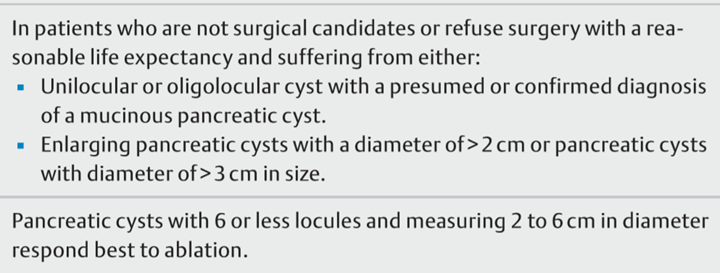 In patients who are not surgical candidates or refuse surgery with a rea-
sonable life expectancy and suffering from either:
▪ Unilocular or oligolocular cyst with a presumed or confirmed diagnosis
of a mucinous pancreatic cyst.
▪ Enlarging pancreatic cysts with a diameter of > 2 cm or pancreatic cysts
with diameter of > 3 cm in size.
Pancreatic cysts with 6 or less locules and measuring 2 to 6 cm in diameter
respond best to ablation.